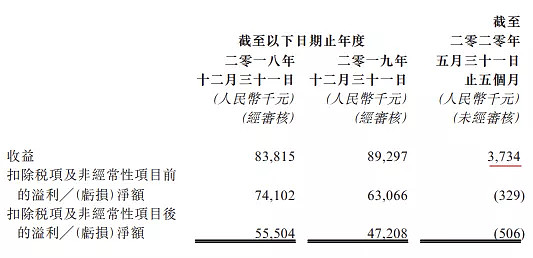 截至
截至以下日期止年度 二零二零年
二零一八年 二零一九年 五月三十一日
十二月三十一日 十二月三十一日 止五個月
(人民幣千元) (人民幣千元) (人民幣千元)
(經審核) (經審核) (未經審核)
收益 83,815 89,297 3,734
扣除稅項及非經常性項目前
的溢利╱(虧損)淨額 74,102 63,066 (329)
扣除稅項及非經常性項目後
的溢利╱(虧損)淨額 55,504 47,208 (506)